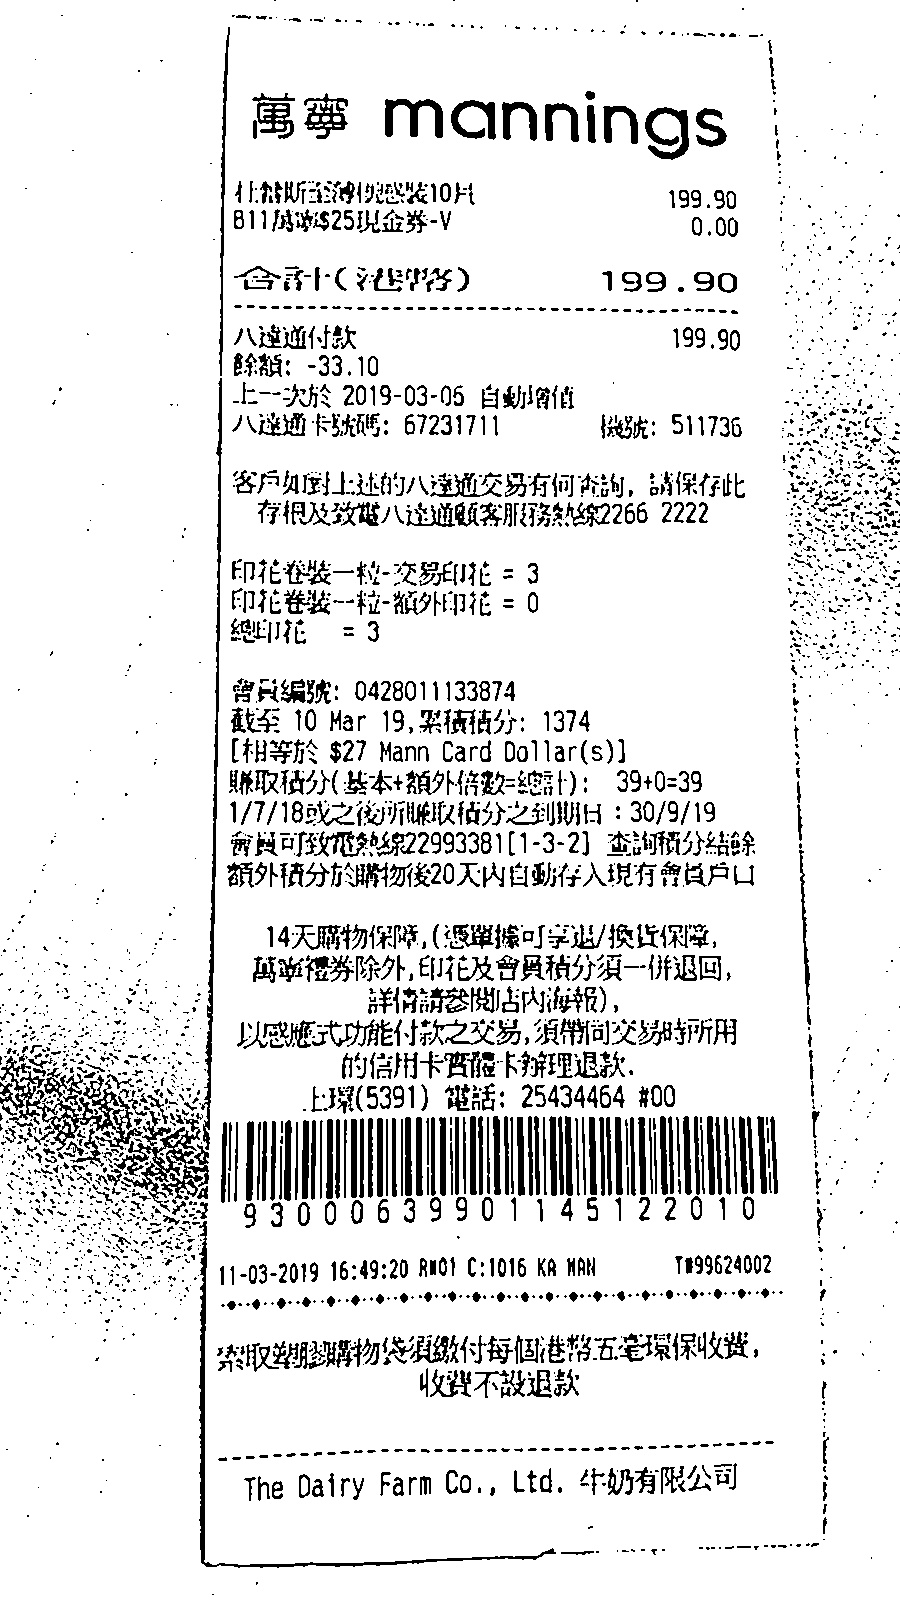 萬寧 mannings
仕撚斯至薄快感裝10片 199.90
B11萬寧$25現金券-V 0.00
合計(港幣) 199.90
八達通付款 199.90
餘額: -33.10
上一次於 2019-03-06 自動增值
八達通卡號碼: 67231711 機號: 511736
客戶如對上述的八達通交易有何查詢, 請保存此
存根及致電八達通顧客服務熱線2266 2222
印花卷裝一粒-交易印花 = 3
印花卷裝一粒-額外印花 = 0
總印花 = 3
會員編號: 0428011133874
截至 10 Mar 19,累積積分: 1374
[相等於 $27 Mann Card Dollar(s)]
賺取積分(基本+額外倍數=總計): 39+0=39
1/7/18或之後所賺取積分之到期日:30/9/19
會員可致電熱線22993381[1-3-2] 查詢積分結餘
額外積分於購物後20天內自動存入現有會員戶口
14天購物保障,(憑單據可享退/換貨保障,
萬寧禮券除外,印花及會員積分須一併退回,
詳情請參閱店內海報),
以感應式功能付款之交易,須帶同交易時所用
的信用卡實體卡辦理退款.
上環(5391) 電話: 25434464 #00
93000639901145122010
11-03-2019 16:49:20 R#01 C:1016 KA MAN T#99624002
索取塑膠購物袋須繳付每個港幣五毫環保收費,
收費不設退款
The Dairy Farm Co., Ltd. 牛奶有限公司